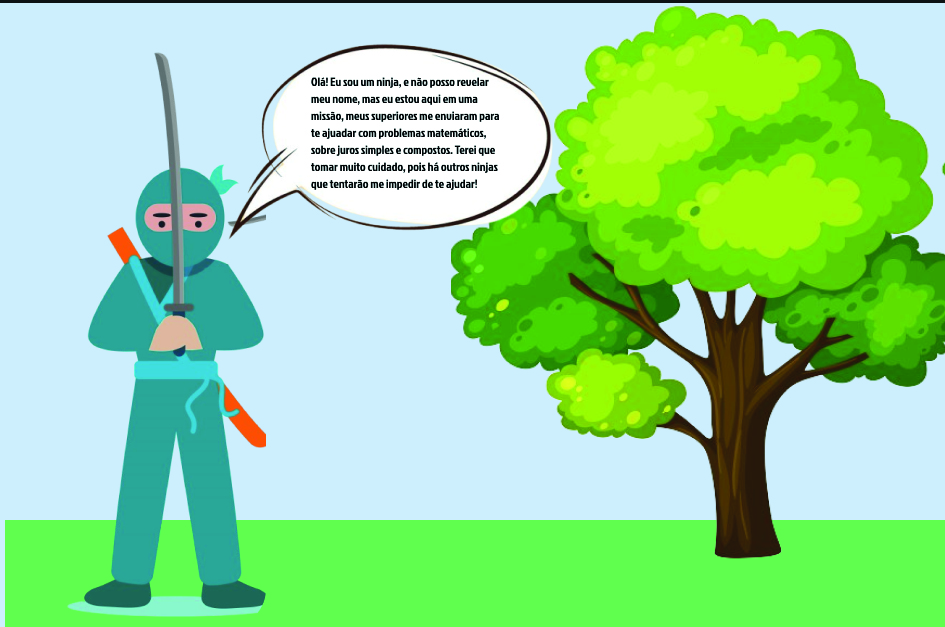 Olá! Eu sou um ninja, e não posso revelar
meu nome, mas eu estou aqui em uma
missão, meus superiores me enviaram para
te ajuadar com problemas matemáticos,
sobre juros simples e compostos. Terei que
tomar muito cuidado, pois há outros ninjas
que tentarão me impedir de te ajudar!